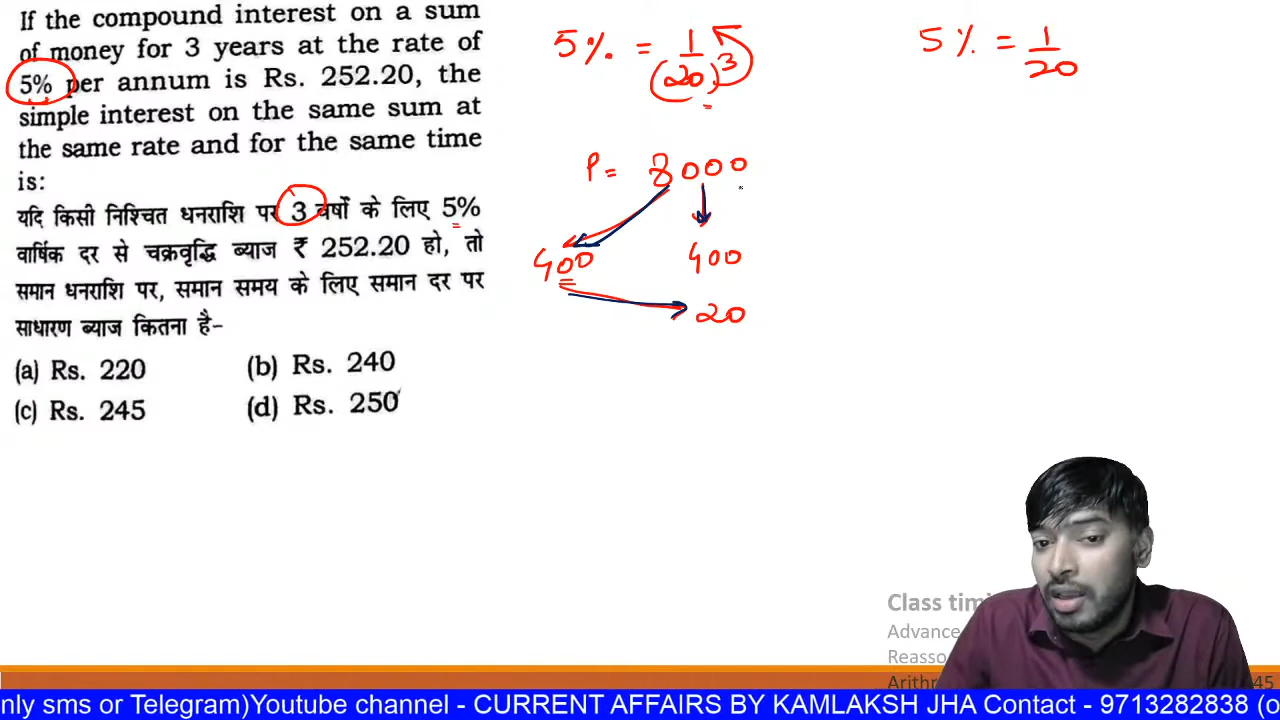 If the compound interest on a sum
of money for 3 years at the rate of
5% per annum is Rs. 252.20, the
simple interest on the same sum at
the same rate and for the same time
is:
यदि किसी निश्चित धनराशि पर 3 वर्षों के लिए 5%
वार्षिक दर से चक्रवृद्धि ब्याज ₹ 252.20 हो, तो
समान धनराशि पर, समान समय के लिए समान दर पर
साधारण ब्याज कितना है–
(a) Rs. 220 (b) Rs. 240
(c) Rs. 245 (d) Rs. 250
5% = 1/(20)³
P = 8000
400 400
20
5% = 1/20
Class timi
Advance
Reaso
Arith 45
nly sms or Telegram)Youtube channel - CURRENT AFFAIRS BY KAMLAKSH JHA Contact - 9713282838 (o